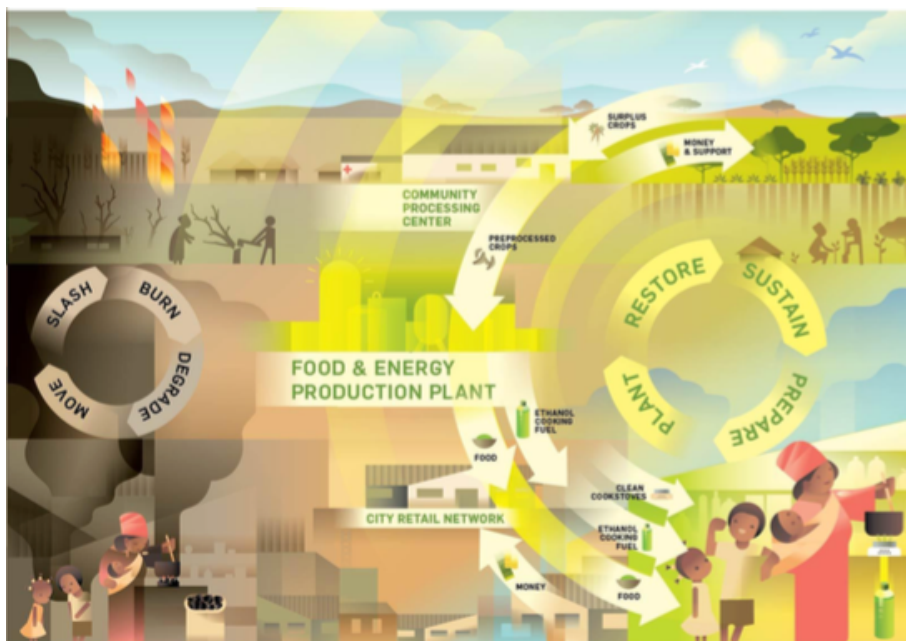 SURPLUS
CROPS
MONEY
& SUPPORT
COMMUNITY
PROCESSING
CENTER
PREPROCESSED
CROPS
SLASH
BURN
DEGRADE
MOVE
RESTORE
SUSTAIN
PREPARE
PLANT
FOOD & ENERGY
PRODUCTION PLANT
ETHANOL
COOKING
FUEL
FOOD
CLEAN
COOKSTOVES
CITY RETAIL NETWORK
ETHANOL
COOKING
FUEL
MONEY
FOOD